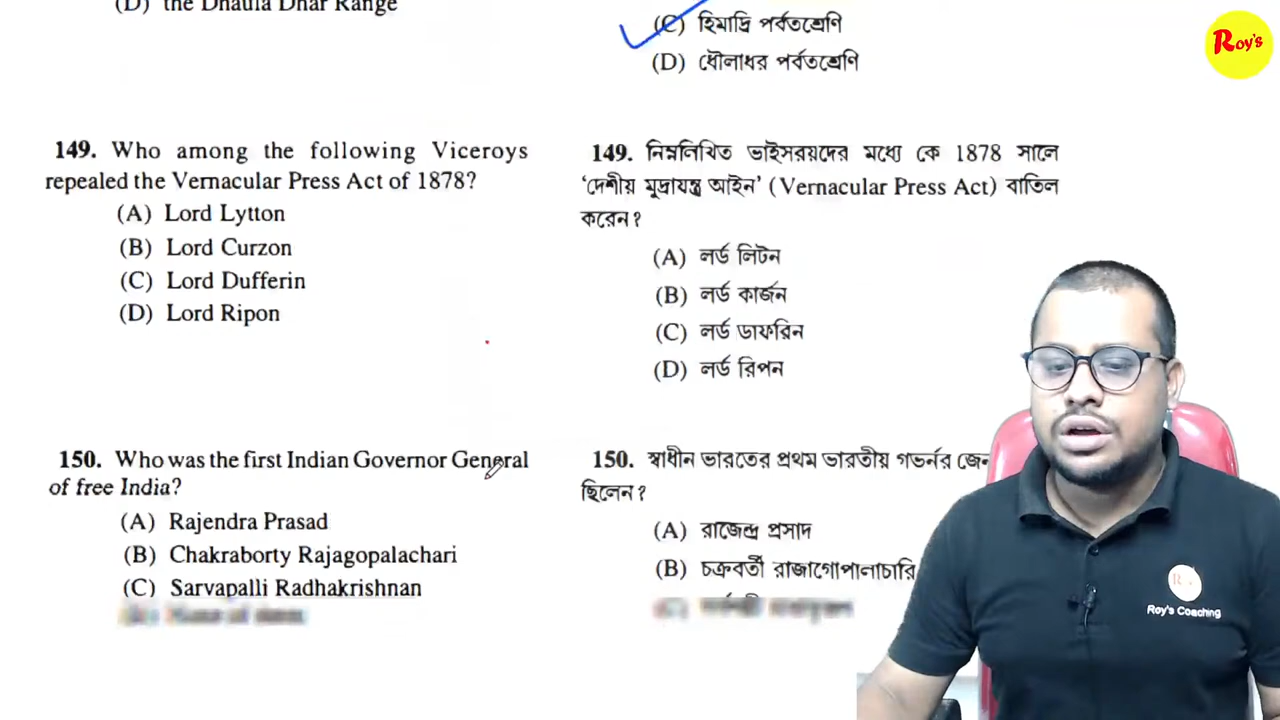 (D) the Dhaula Dhar Range
(C) হিমাদ্রি পর্বতশ্রেণি
(D) ধৌলাধর পর্বতশ্রেণি
Roy's
149. Who among the following Viceroys
repealed the Vernacular Press Act of 1878?
(A) Lord Lytton
(B) Lord Curzon
(C) Lord Dufferin
(D) Lord Ripon
149. নিম্নলিখিত ভাইসরয়দের মধ্যে কে 1878 সালে
‘দেশীয় মুদ্রাযন্ত্র আইন’ (Vernacular Press Act) বাতিল
করেন?
(A) লর্ড লিটন
(B) লর্ড কার্জন
(C) লর্ড ডাফরিন
(D) লর্ড রিপন
150. Who was the first Indian Governor General
of free India?
(A) Rajendra Prasad
(B) Chakraborty Rajagopalachari
(C) Sarvapalli Radhakrishnan
150. স্বাধীন ভারতের প্রথম ভারতীয় গভর্নর জেন
ছিলেন?
(A) রাজেন্দ্র প্রসাদ
(B) চক্রবর্তী রাজাগোপালাচারি
Roy's Coaching